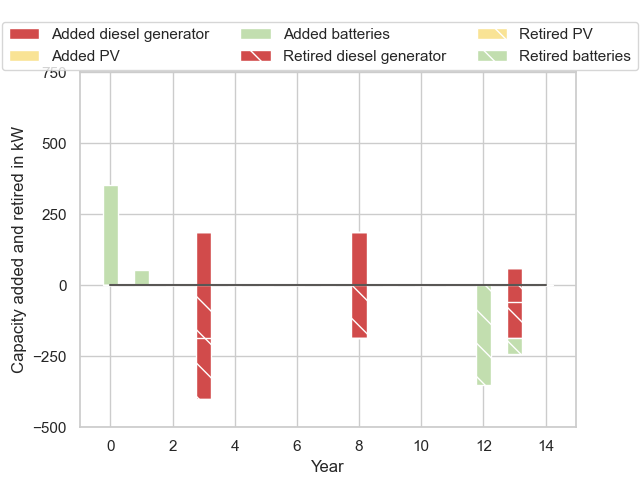 Added diesel generator
Added PV
Added batteries
Retired diesel generator
Retired PV
Retired batteries
Capacity added and retired in kW
750
500
250
0
−250
−500
0 2 4 6 8 10 12 14
Year